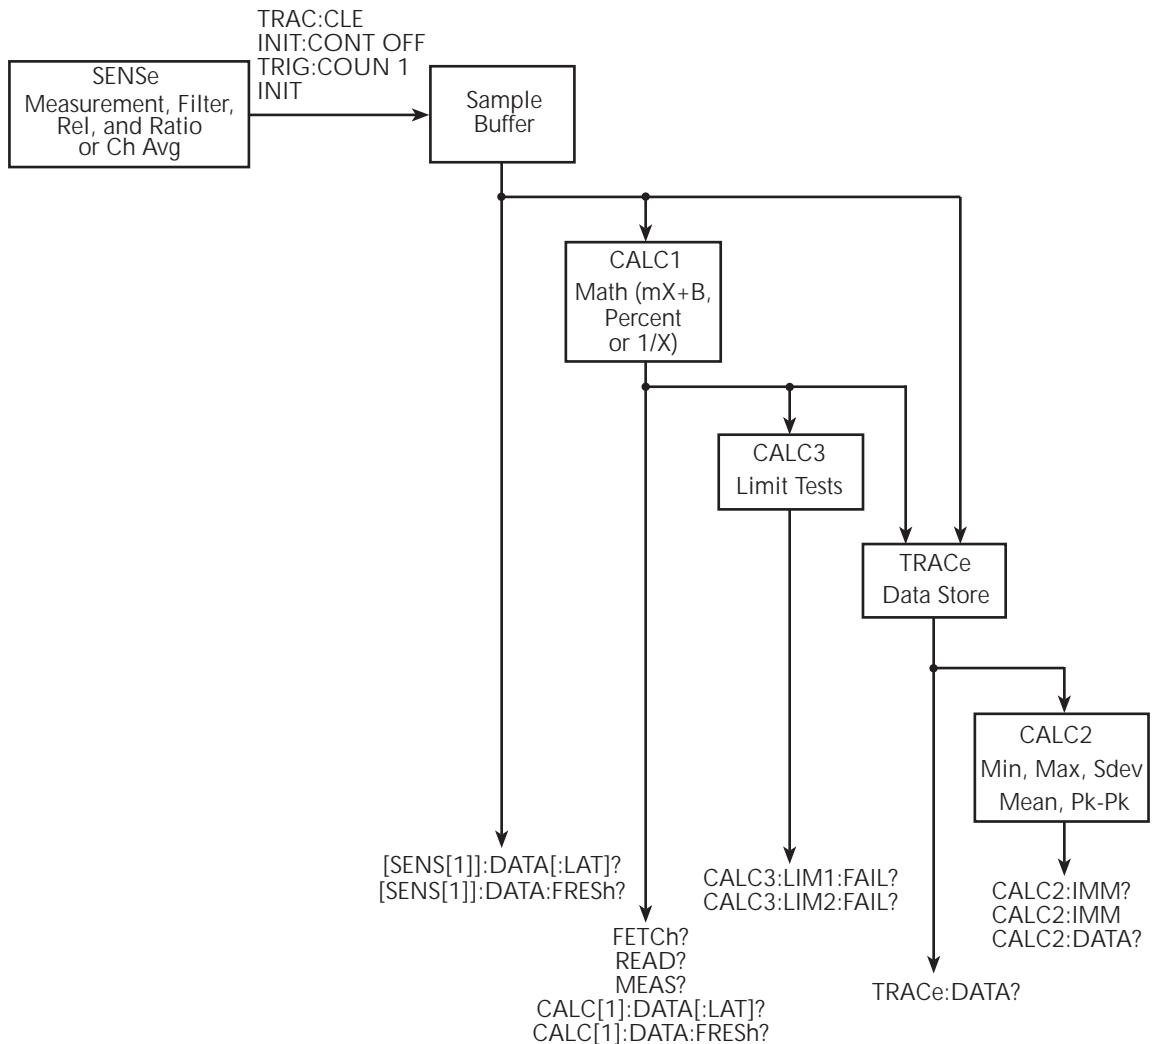 TRAC:CLE
INIT:CONT OFF
TRIG:COUN 1
INIT
SENSe
Measurement, Filter,
Rel, and Ratio
or Ch Avg
Sample
Buffer
CALC1
Math (mX+B,
Percent
or 1/X)
CALC3
Limit Tests
TRACe
Data Store
CALC2
Min, Max, Sdev
Mean, Pk-Pk
[SENS[1]]:DATA[:LAT]?
[SENS[1]]:DATA:FRESh?
FETCh?
READ?
MEAS?
CALC[1]:DATA[:LAT]?
CALC[1]:DATA:FRESh?
CALC3:LIM1:FAIL?
CALC3:LIM2:FAIL?
TRACe:DATA?
CALC2:IMM?
CALC2:IMM
CALC2:DATA?